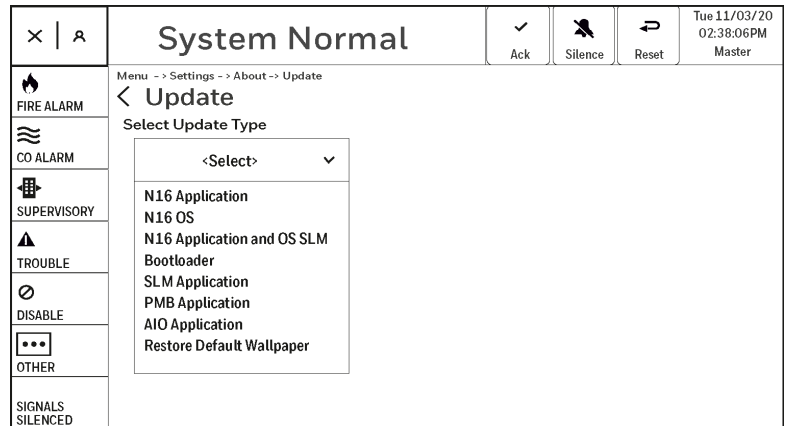 System Normal
Ack
Silence
Reset
Tue 11/03/20
02:38:06PM
Master
FIRE ALARM
CO ALARM
SUPERVISORY
TROUBLE
DISABLE
OTHER
SIGNALS
SILENCED
Menu -> Settings -> About -> Update
Update
Select Update Type
<Select>
N16 Application
N16 OS
N16 Application and OS SLM
Bootloader
SLM Application
PMB Application
AIO Application
Restore Default Wallpaper